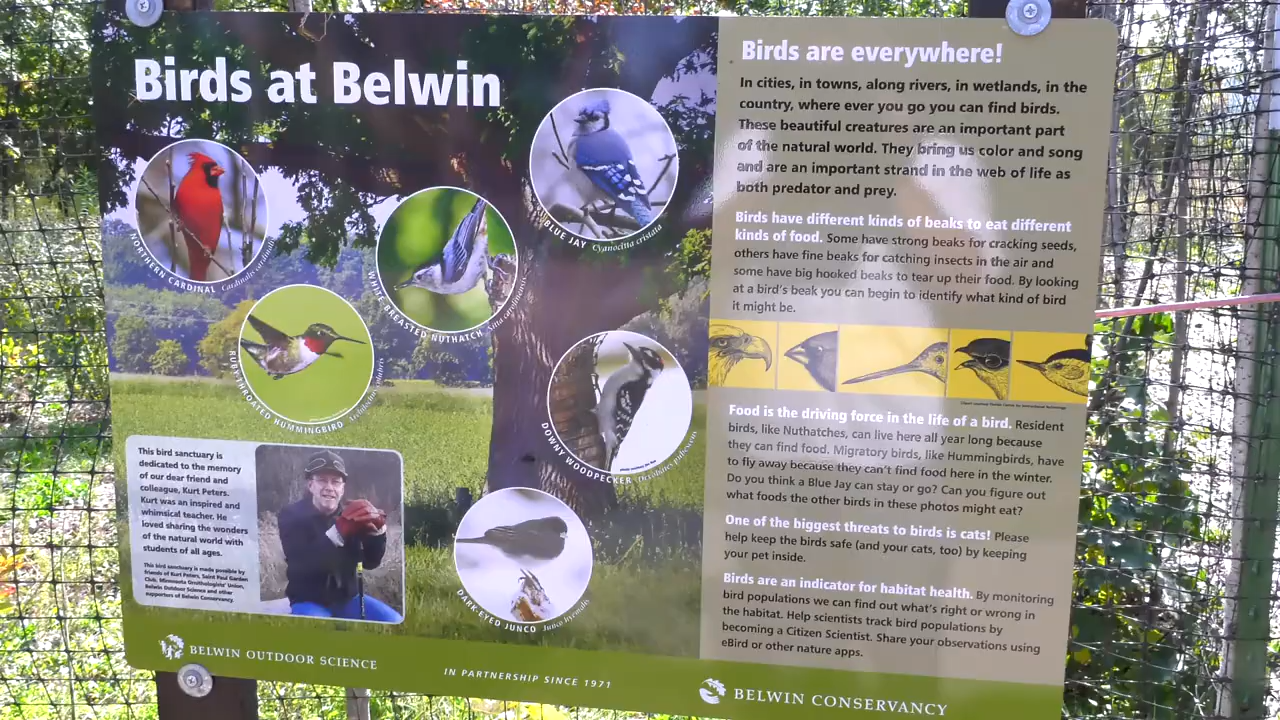 Birds at Belwin
NORTHERN CARDINAL Cardinalis cardinalis
WHITE BREASTED NUTHATCH Sitta carolinensis
BLUE JAY Cyanocitta cristata
RUBY-THROATED HUMMINGBIRD
DOWNY WOODPECKER Picoides pubescens
DARK-EYED JUNCO Junco hyemalis
This bird sanctuary is
dedicated to the memory
of our dear friend and
colleague, Kurt Peters.
Kurt was an inspired and
whimsical teacher. He
loved sharing the wonders
of the natural world with
students of all ages.
This bird sanctuary is made possible by
friends of Kurt Peters, Saint Paul Garden
Club, Minnesota Ornithologists' Union,
Belwin Outdoor Science and other
supporters of Belwin Conservancy.
BELWIN OUTDOOR SCIENCE
IN PARTNERSHIP SINCE 1971
BELWIN CONSERVANCY
Birds are everywhere!
In cities, in towns, along rivers, in wetlands, in the
country, where ever you go you can find birds.
These beautiful creatures are an important part
of the natural world. They bring us color and song
and are an important strand in the web of life as
both predator and prey.
Birds have different kinds of beaks to eat different
kinds of food. Some have strong beaks for cracking seeds,
others have fine beaks for catching insects in the air and
some have big hooked beaks to tear up their food. By looking
at a bird's beak you can begin to identify what kind of bird
it might be.
Food is the driving force in the life of a bird. Resident
birds, like Nuthatches, can live here all year long because
they can find food. Migratory birds, like Hummingbirds, have
to fly away because they can't find food here in the winter.
Do you think a Blue Jay can stay or go? Can you figure out
what foods the other birds in these photos might eat?
One of the biggest threats to birds is cats! Please
help keep the birds safe (and your cats, too) by keeping
your pet inside.
Birds are an indicator for habitat health. By monitoring
bird populations we can find out what's right or wrong in
the habitat. Help scientists track bird populations by
becoming a Citizen Scientist. Share your observations using
eBird or other nature apps.